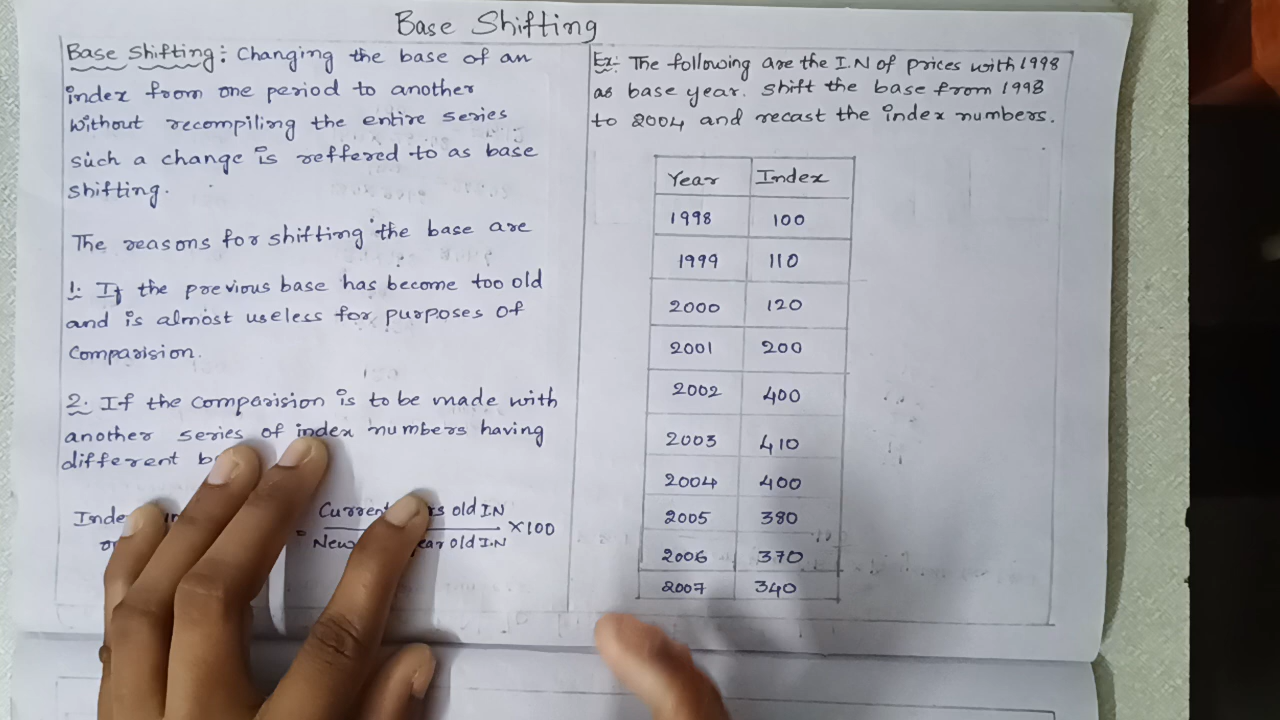 Base Shifting
Base Shifting: Changing the base of an
index from one period to another
without recompiling the entire series
such a change is reffered to as base
shifting.
The reasons for shifting the base are
1. If the previous base has become too old
and is almost useless for purposes of
Comparision.
2. If the comparision is to be made with
another series of index numbers having
different
= Current old I.N
New year old I.N ×100
Ex: The following are the I.N of prices with 1998
as base year. Shift the base from 1998
to 2004 and recast the index numbers.
Year Index
1998 100
1999 110
2000 120
2001 200
2002 400
2003 410
2004 400
2005 380
2006 370
2007 340